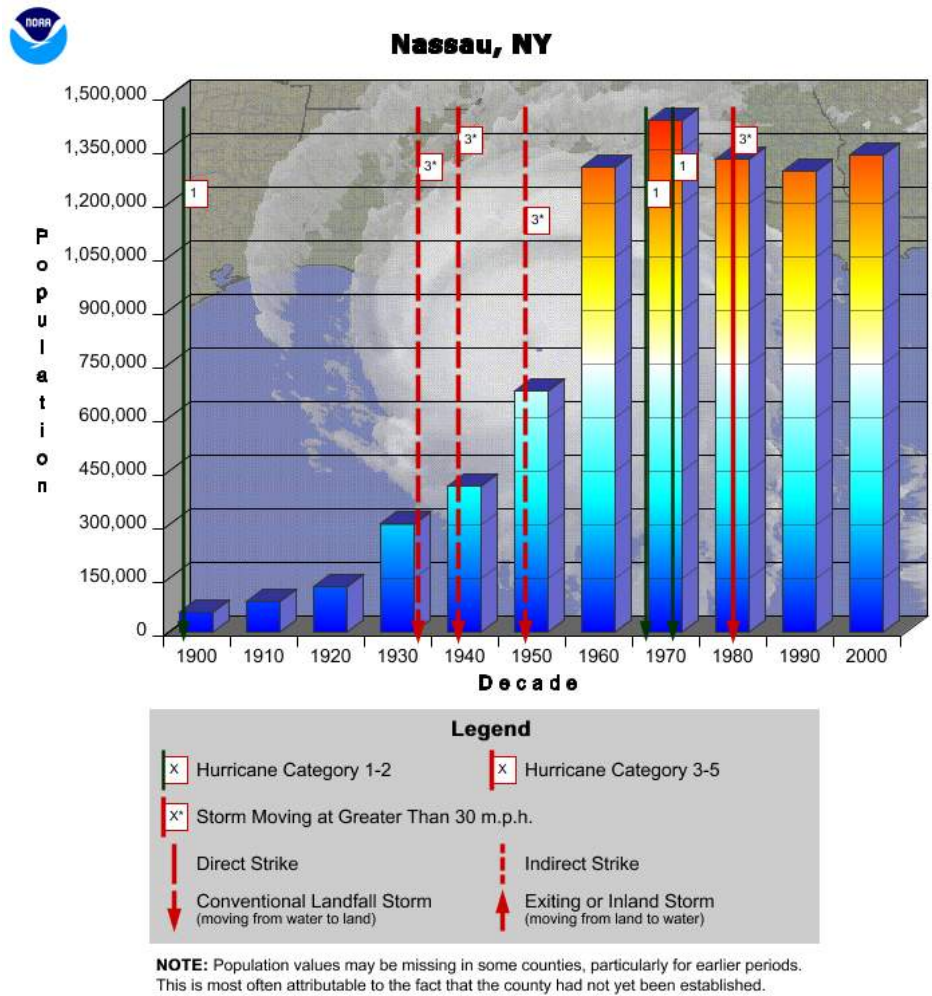 NOAA
Nassau, NY
1,500,000
1,350,000
1,200,000
1,050,000
900,000
750,000
600,000
450,000
300,000
150,000
0
Population
1
3*
3*
3*
1
1
3*
1900 1910 1920 1930 1940 1950 1960 1970 1980 1990 2000
Decade
Legend
X Hurricane Category 1-2
X Hurricane Category 3-5
X* Storm Moving at Greater Than 30 m.p.h.
Direct Strike
Indirect Strike
Conventional Landfall Storm
(moving from water to land)
Exiting or Inland Storm
(moving from land to water)
NOTE: Population values may be missing in some counties, particularly for earlier periods.
This is most often attributable to the fact that the county had not yet been established.